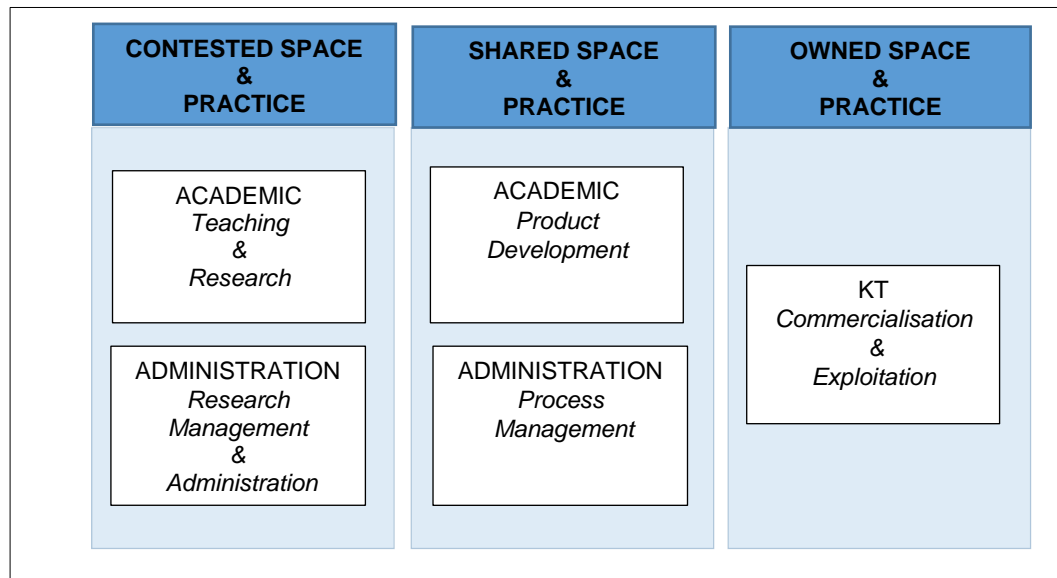 CONTESTED SPACE
&
PRACTICE
ACADEMIC
Teaching
&
Research
ADMINISTRATION
Research
Management
&
Administration
SHARED SPACE
&
PRACTICE
ACADEMIC
Product
Development
ADMINISTRATION
Process
Management
OWNED SPACE
&
PRACTICE
KT
Commercialisation
&
Exploitation